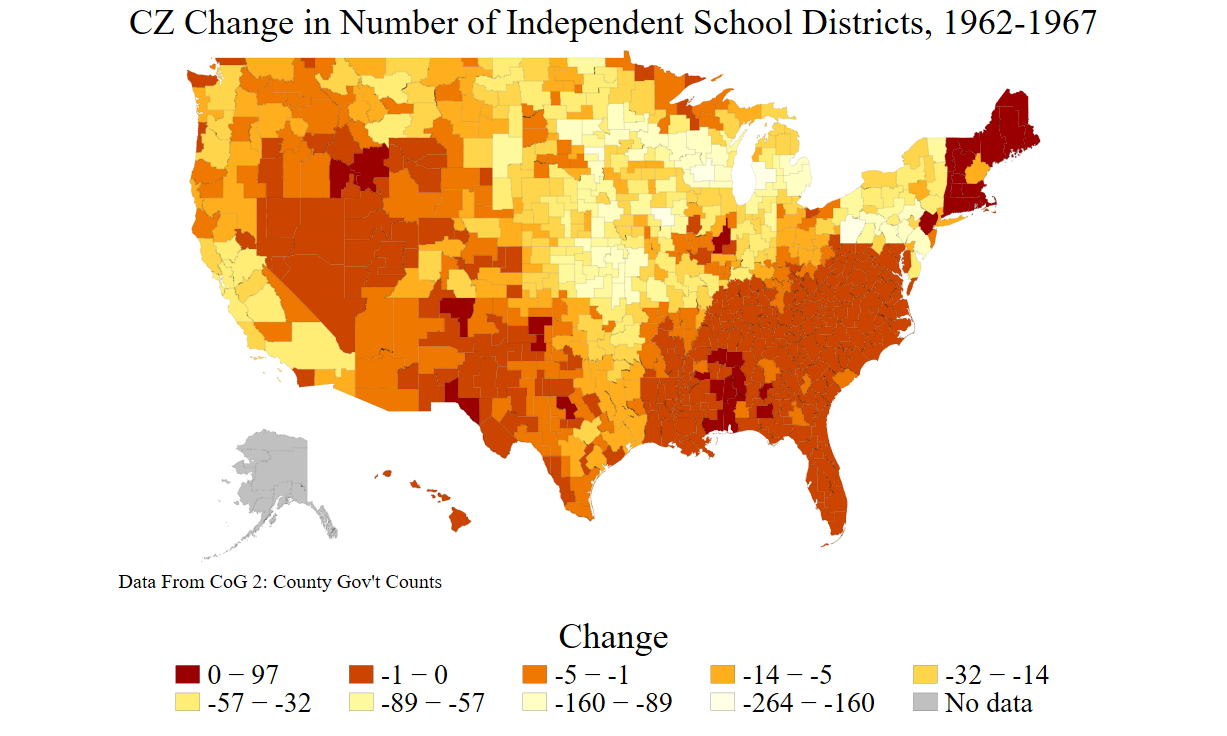 CZ Change in Number of Independent School Districts, 1962-1967
Data From CoG 2: County Gov't Counts
Change
0 − 97 -1 − 0 -5 − -1 -14 − -5 -32 − -14
-57 − -32 -89 − -57 -160 − -89 -264 − -160 No data